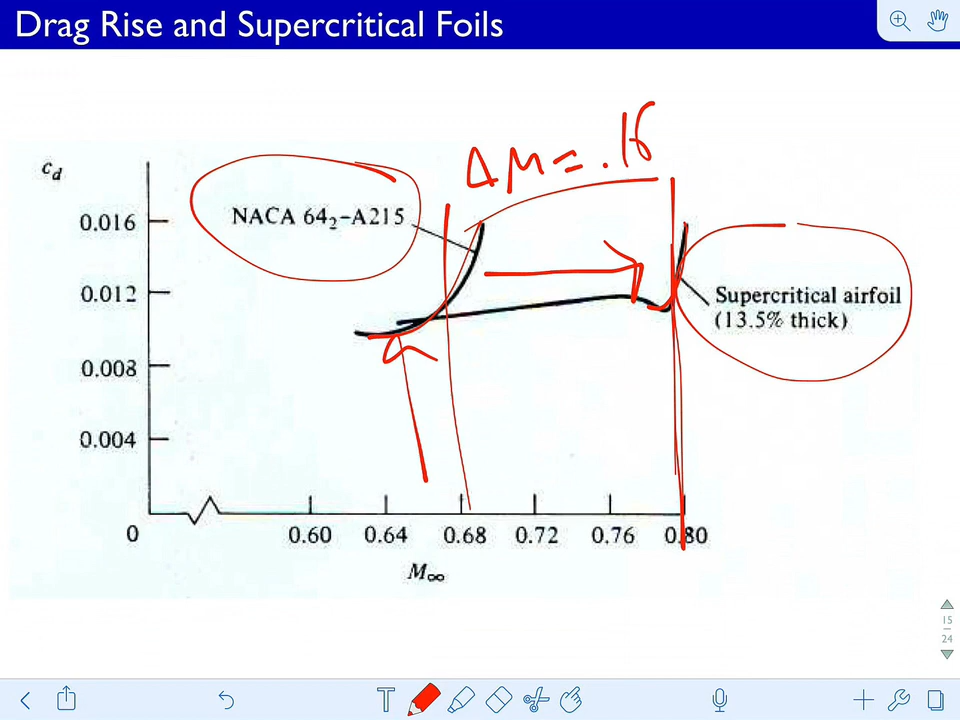 Drag Rise and Supercritical Foils
ΔM = .16
c_d
0.016
NACA 64₂-A215
0.012
Supercritical airfoil
(13.5% thick)
0.008
0.004
0
0.60 0.64 0.68 0.72 0.76 0.80
M∞
15
24
T